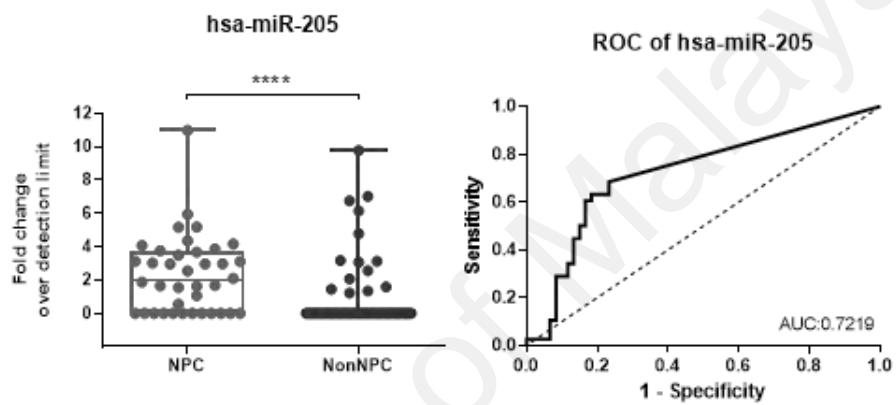 hsa-miR-205
****
Fold change
over detection limit
12
10
8
6
4
2
0
NPC
NonNPC
ROC of hsa-miR-205
Sensitivity
1.0
0.8
0.6
0.4
0.2
0.0
AUC:0.7219
0.0
0.2
0.4
0.6
0.8
1.0
1 - Specificity
of Malaya